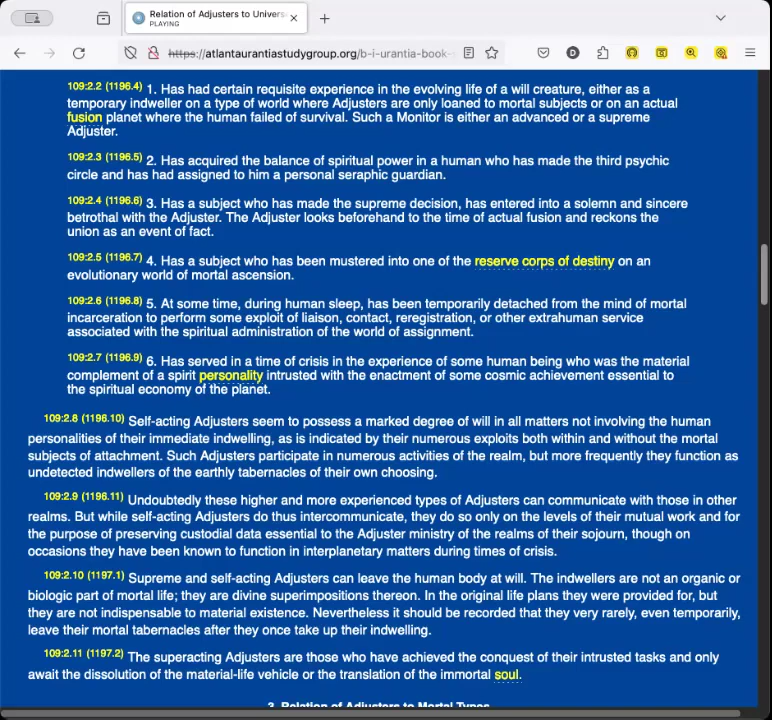 Relation of Adjusters to Univers
PLAYING
https://atlantaurantiastudygroup.org/b-i-urantia-book-
109:2.2 (1196.4) 1. Has had certain requisite experience in the evolving life of a will creature, either as a
temporary indweller on a type of world where Adjusters are only loaned to mortal subjects or on an actual
fusion planet where the human failed of survival. Such a Monitor is either an advanced or a supreme
Adjuster.
109:2.3 (1196.5) 2. Has acquired the balance of spiritual power in a human who has made the third psychic
circle and has had assigned to him a personal seraphic guardian.
109:2.4 (1196.6) 3. Has a subject who has made the supreme decision, has entered into a solemn and sincere
betrothal with the Adjuster. The Adjuster looks beforehand to the time of actual fusion and reckons the
union as an event of fact.
109:2.5 (1196.7) 4. Has a subject who has been mustered into one of the reserve corps of destiny on an
evolutionary world of mortal ascension.
109:2.6 (1196.8) 5. At some time, during human sleep, has been temporarily detached from the mind of mortal
incarceration to perform some exploit of liaison, contact, reregistration, or other extrahuman service
associated with the spiritual administration of the world of assignment.
109:2.7 (1196.9) 6. Has served in a time of crisis in the experience of some human being who was the material
complement of a spirit personality intrusted with the enactment of some cosmic achievement essential to
the spiritual economy of the planet.
109:2.8 (1196.10) Self-acting Adjusters seem to possess a marked degree of will in all matters not involving the human
personalities of their immediate indwelling, as is indicated by their numerous exploits both within and without the mortal
subjects of attachment. Such Adjusters participate in numerous activities of the realm, but more frequently they function as
undetected indwellers of the earthly tabernacles of their own choosing.
109:2.9 (1196.11) Undoubtedly these higher and more experienced types of Adjusters can communicate with those in other
realms. But while self-acting Adjusters do thus intercommunicate, they do so only on the levels of their mutual work and for
the purpose of preserving custodial data essential to the Adjuster ministry of the realms of their sojourn, though on
occasions they have been known to function in interplanetary matters during times of crisis.
109:2.10 (1197.1) Supreme and self-acting Adjusters can leave the human body at will. The indwellers are not an organic or
biologic part of mortal life; they are divine superimpositions thereon. In the original life plans they were provided for, but
they are not indispensable to material existence. Nevertheless it should be recorded that they very rarely, even temporarily,
leave their mortal tabernacles after they once take up their indwelling.
109:2.11 (1197.2) The superacting Adjusters are those who have achieved the conquest of their intrusted tasks and only
await the dissolution of the material-life vehicle or the translation of the immortal soul.
3. Relation of Adjusters to Mortal Types